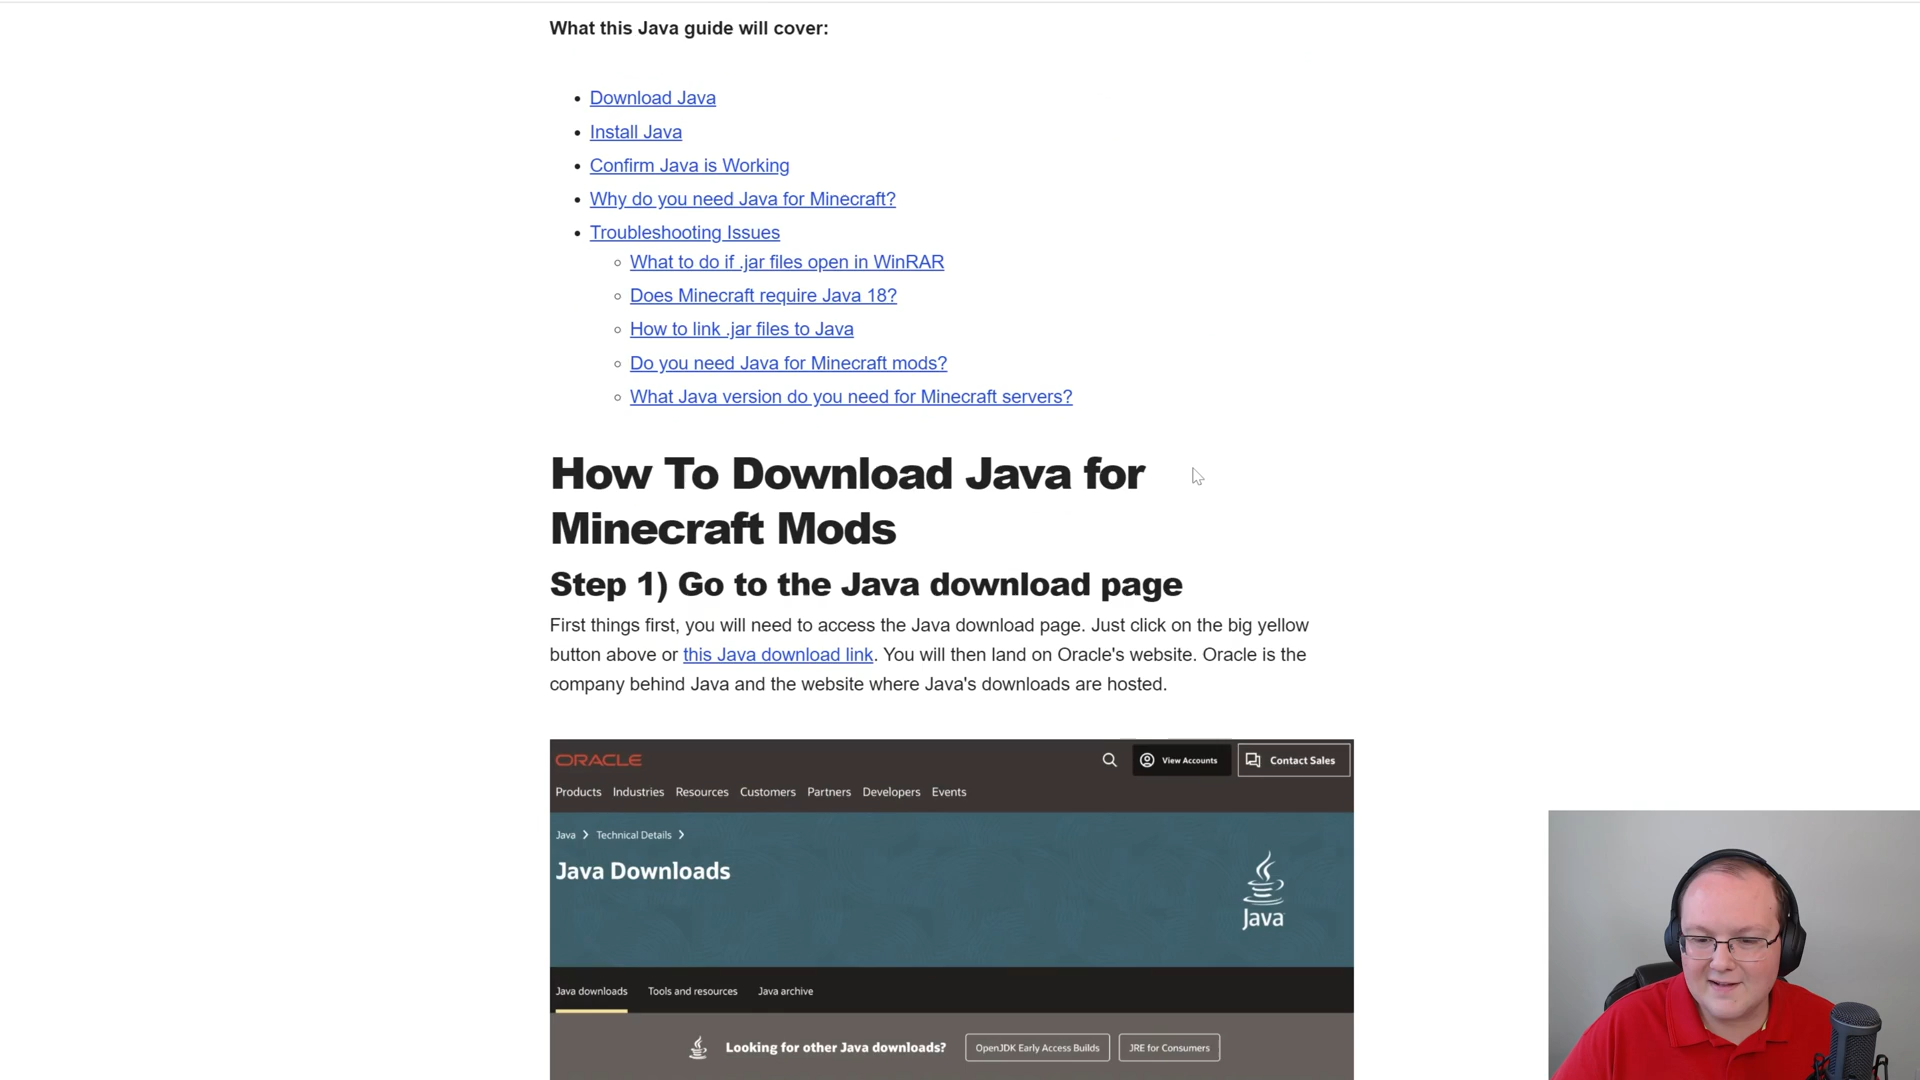 What this Java guide will cover:
Download Java
Install Java
Confirm Java is Working
Why do you need Java for Minecraft?
Troubleshooting Issues
What to do if .jar files open in WinRAR
Does Minecraft require Java 18?
How to link .jar files to Java
Do you need Java for Minecraft mods?
What Java version do you need for Minecraft servers?
How To Download Java for
Minecraft Mods
Step 1) Go to the Java download page
First things first, you will need to access the Java download page. Just click on the big yellow
button above or this Java download link. You will then land on Oracle's website. Oracle is the
company behind Java and the website where Java's downloads are hosted.
ORACLE
View Accounts
Contact Sales
Products Industries Resources Customers Partners Developers Events
Java Technical Details
Java Downloads
Java
Java downloads Tools and resources Java archive
Looking for other Java downloads? OpenJDK Early Access Builds JRE for Consumers